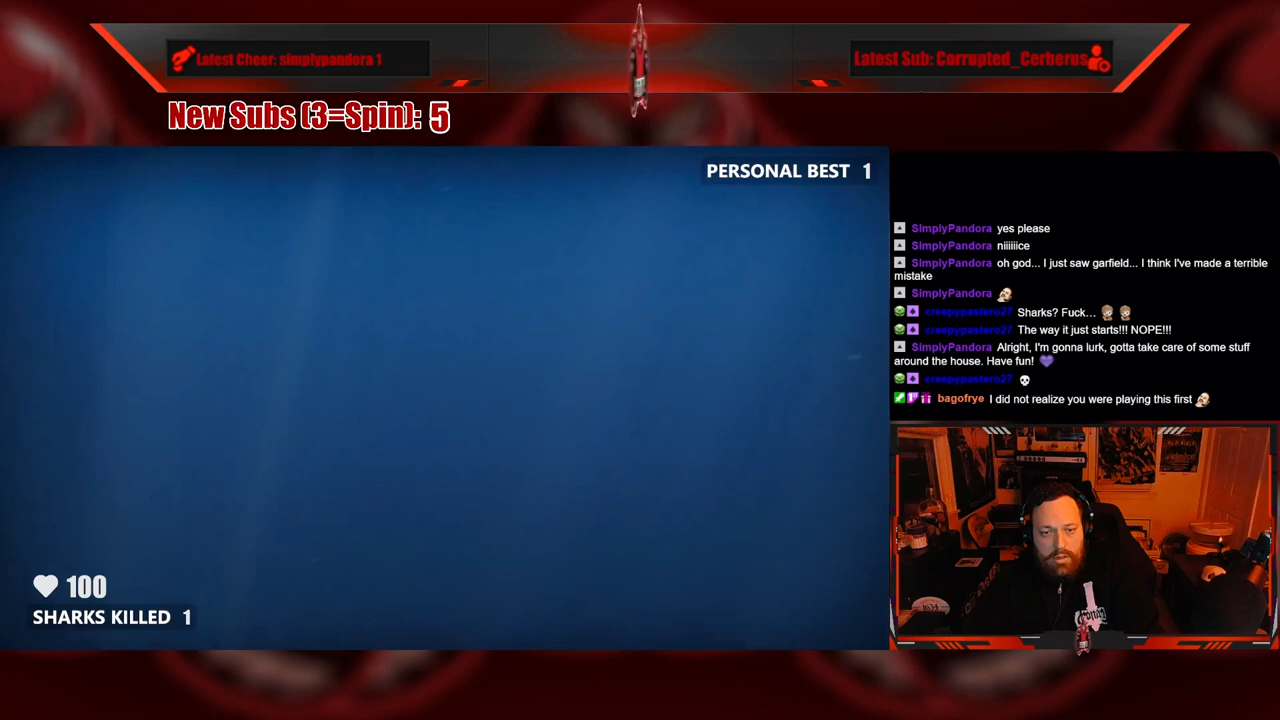 Latest Cheer: simplypandora 1
Latest Sub: Corrupted_Cerberus
New Subs (3=Spin): 5
PERSONAL BEST 1
SimplyPandora yes please
SimplyPandora niiiiiice
SimplyPandora oh god... I just saw garfield... I think I've made a terrible
mistake
SimplyPandora
creepypastero27 Sharks? Fuck...
creepypastero27 The way it just starts!!! NOPE!!!
SimplyPandora Alright, I'm gonna lurk, gotta take care of some stuff
around the house. Have fun!
creepypastero27
bagofrye I did not realize you were playing this first
100
SHARKS KILLED 1